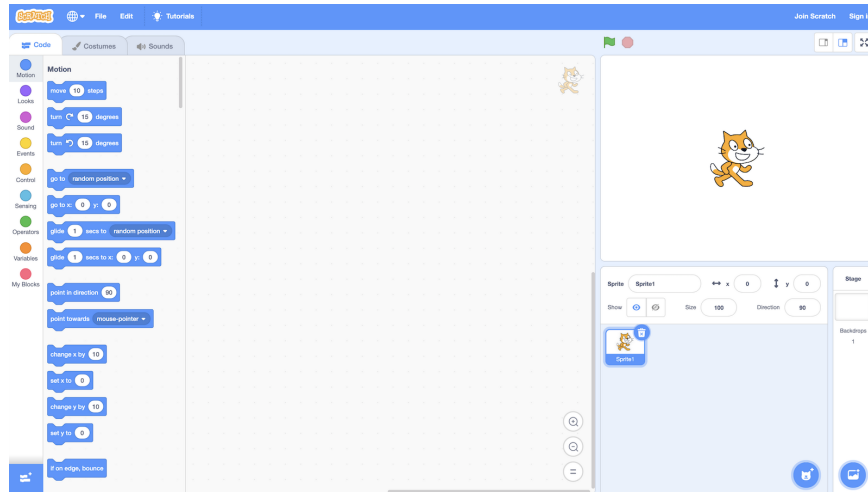 SCRATCH File Edit Tutorials Join Scratch Sign i
Code Costumes Sounds
Motion
Looks
Sound
Events
Control
Sensing
Operators
Variables
My Blocks
Motion
move 10 steps
turn 15 degrees
turn 15 degrees
go to random position
go to x: 0 y: 0
glide 1 secs to random position
glide 1 secs to x: 0 y: 0
point in direction 90
point towards mouse-pointer
change x by 10
set x to 0
change y by 10
set y to 0
if on edge, bounce
Sprite Sprite1 x 0 y 0
Show Size 100 Direction 90
Sprite1
Stage
Backdrops
1